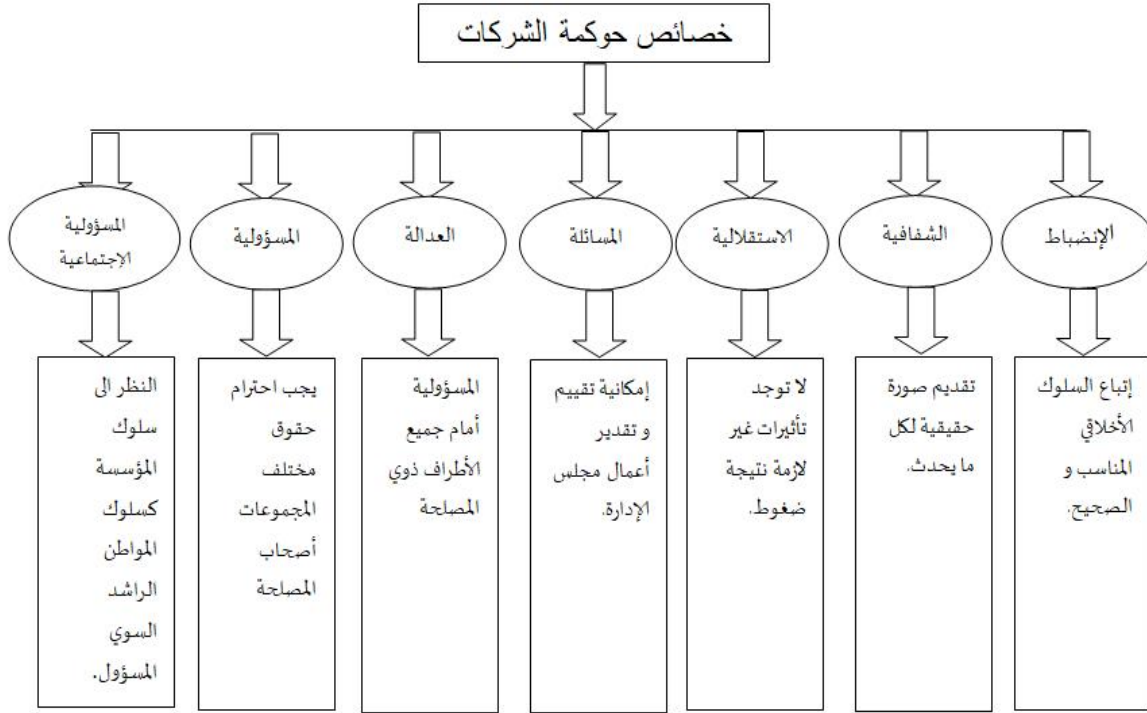 خصائص حوكمة الشركات
الإنضباط
الشفافية
الاستقلالية
المسائلة
العدالة
المسؤولية
المسؤولية
الإجتماعية
إتباع السلوك
الأخلاقي
المناسب و
الصحيح.
تقديم صورة
حقيقية لكل
ما يحدث.
لا توجد
تأثيرات غير
لازمة نتيجة
ضغوط.
إمكانية تقييم
و تقدير
أعمال مجلس
الإدارة.
المسؤولية
أمام جميع
الأطراف ذوي
المصلحة
يجب احترام
حقوق
مختلف
المجموعات
أصحاب
المصلحة
النظر الى
سلوك
المؤسسة
كسلوك
المواطن
الراشد
السوي
المسؤول.